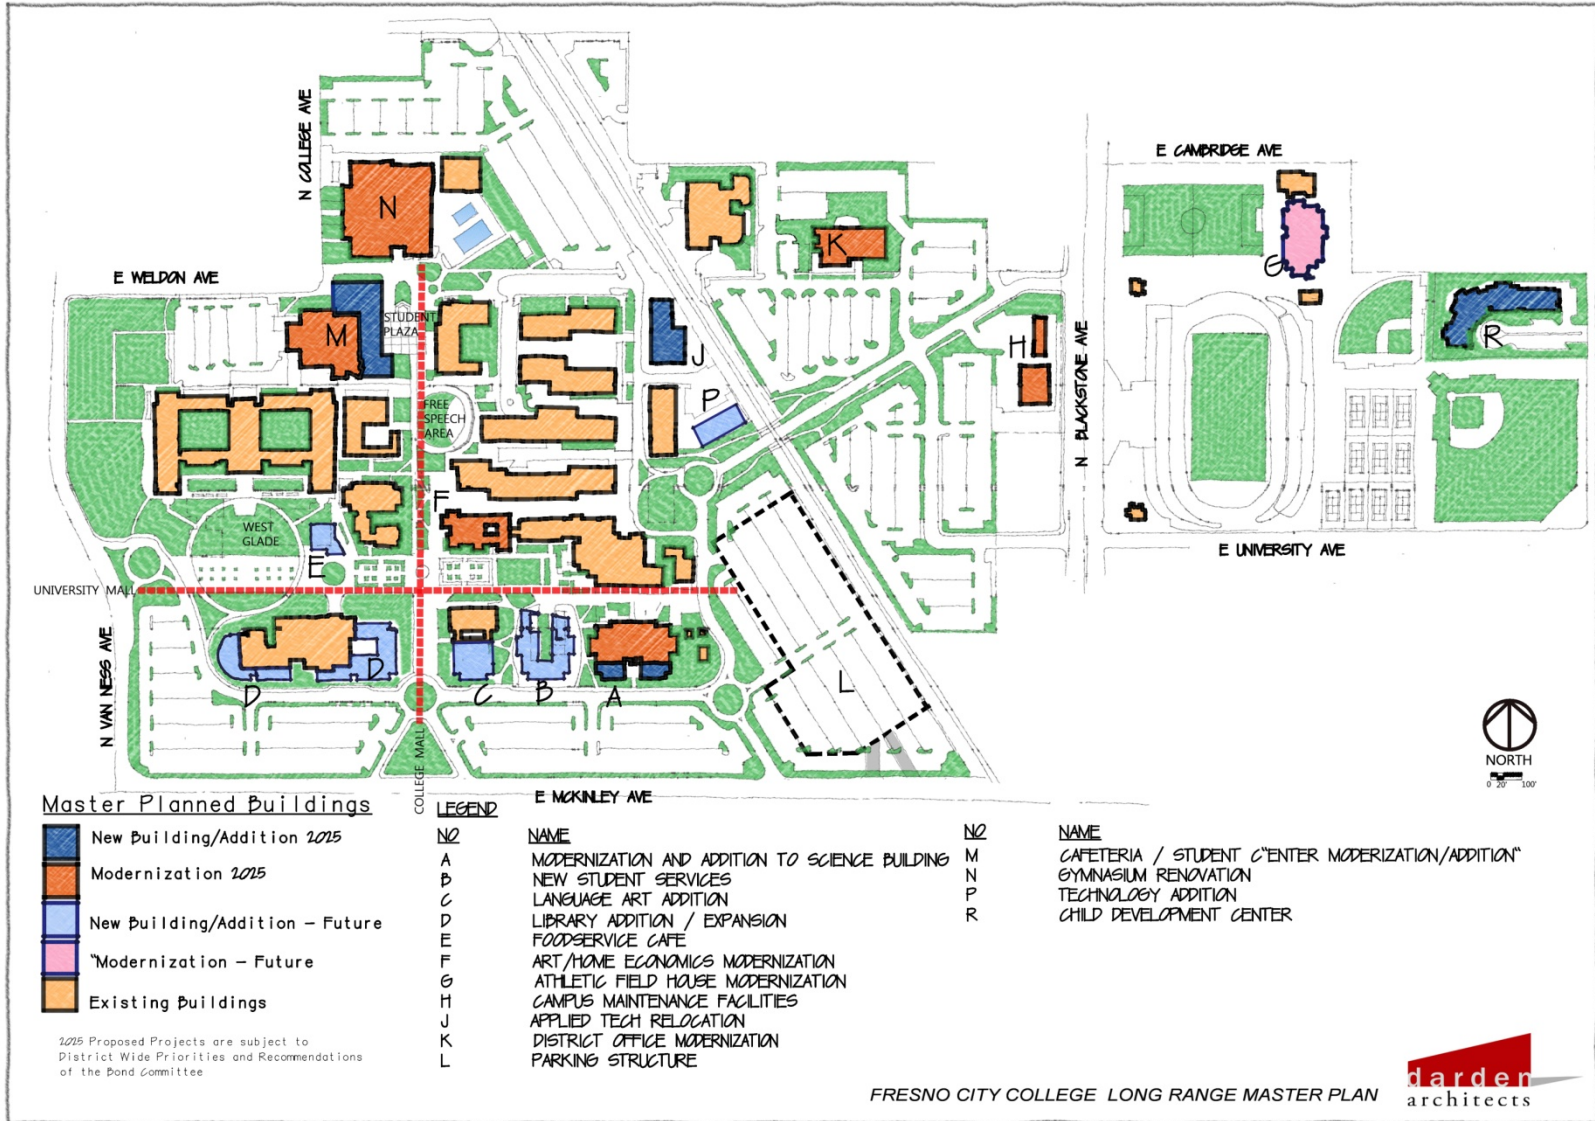 E CAMBRIDGE AVE
N COLLEGE AVE
N
K
E WELDON AVE
G
STUDENT
PLAZA
M
J
H
R
N BLACKSTONE AVE
FREE
SPEECH
AREA
P
F
WEST
GLADE
E
E UNIVERSITY AVE
UNIVERSITY MALL
N VAN NESS AVE
D
D
C
B
A
L
COLLEGE MALL
NORTH
0 20' 100'
E MCKINLEY AVE
Master Planned Buildings
New Building/Addition 2025
Modernization 2025
New Building/Addition - Future
"Modernization - Future
Existing Buildings
2025 Proposed Projects are subject to
District Wide Priorities and Recommendations
of the Bond Committee
LEGEND
NO NAME
A MODERNIZATION AND ADDITION TO SCIENCE BUILDING
B NEW STUDENT SERVICES
C LANGUAGE ART ADDITION
D LIBRARY ADDITION / EXPANSION
E FOODSERVICE CAFE
F ART/HOME ECONOMICS MODERNIZATION
G ATHLETIC FIELD HOUSE MODERNIZATION
H CAMPUS MAINTENANCE FACILITIES
J APPLIED TECH RELOCATION
K DISTRICT OFFICE MODERNIZATION
L PARKING STRUCTURE
NO NAME
M CAFETERIA / STUDENT C"ENTER MODERIZATION/ADDITION"
N GYMNASIUM RENOVATION
P TECHNOLOGY ADDITION
R CHILD DEVELOPMENT CENTER
FRESNO CITY COLLEGE LONG RANGE MASTER PLAN
darden
architects